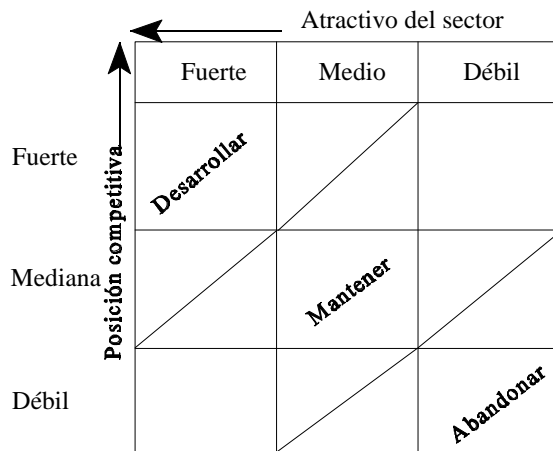 Atractivo del sector
Fuerte Medio Débil
Posición competitiva
Fuerte
Desarrollar
Mediana
Mantener
Débil
Abandonar